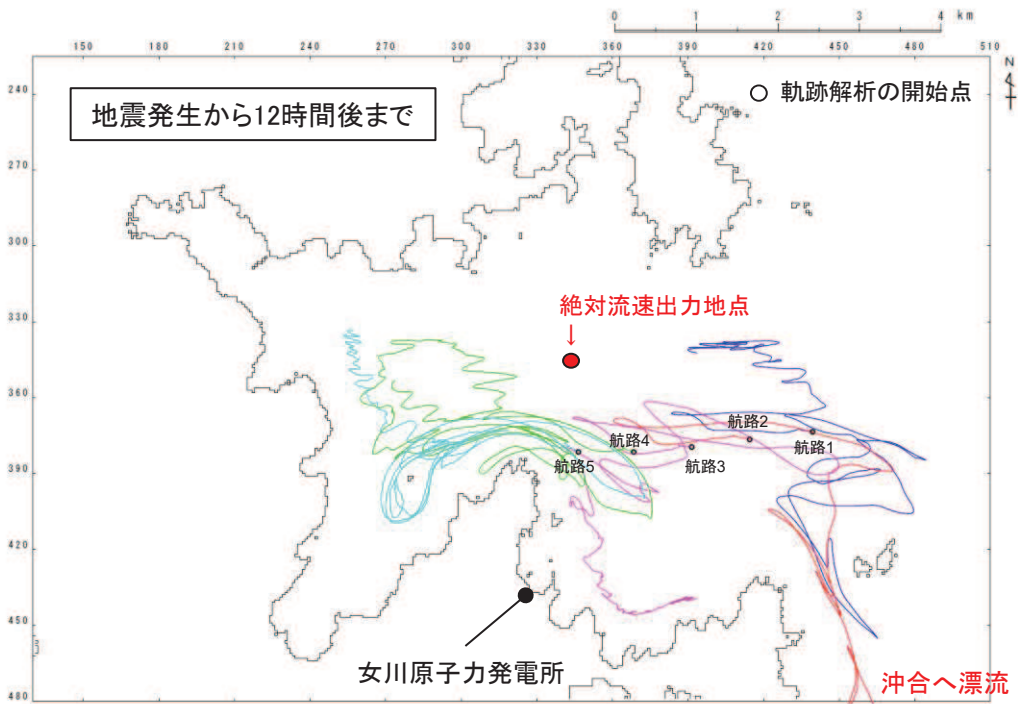 0 1 2 3 4 km
150 180 210 240 270 300 330 360 390 420 450 480 510
N
240
270
300
330
360
390
420
450
480
地震発生から12時間後まで
○ 軌跡解析の開始点
絶対流速出力地点
↓
航路2
航路1
航路4
航路5
航路3
女川原子力発電所
沖合へ漂流